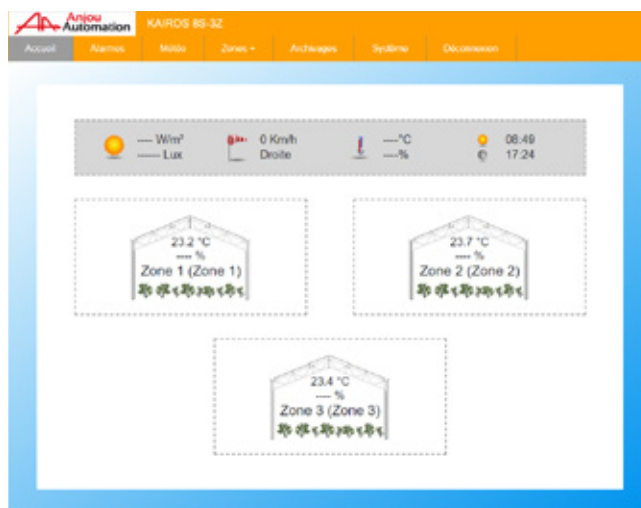 Anjou
Automation
KAIROS 8S-3Z
Accueil Alarmes Météo Zones Archivages Système Déconnexion
---- W/m² 0 Km/h ----°C 08:49
------ Lux Droite ----% 17:24
23.2 °C
---- %
Zone 1 (Zone 1)
23.7 °C
---- %
Zone 2 (Zone 2)
23.4 °C
---- %
Zone 3 (Zone 3)